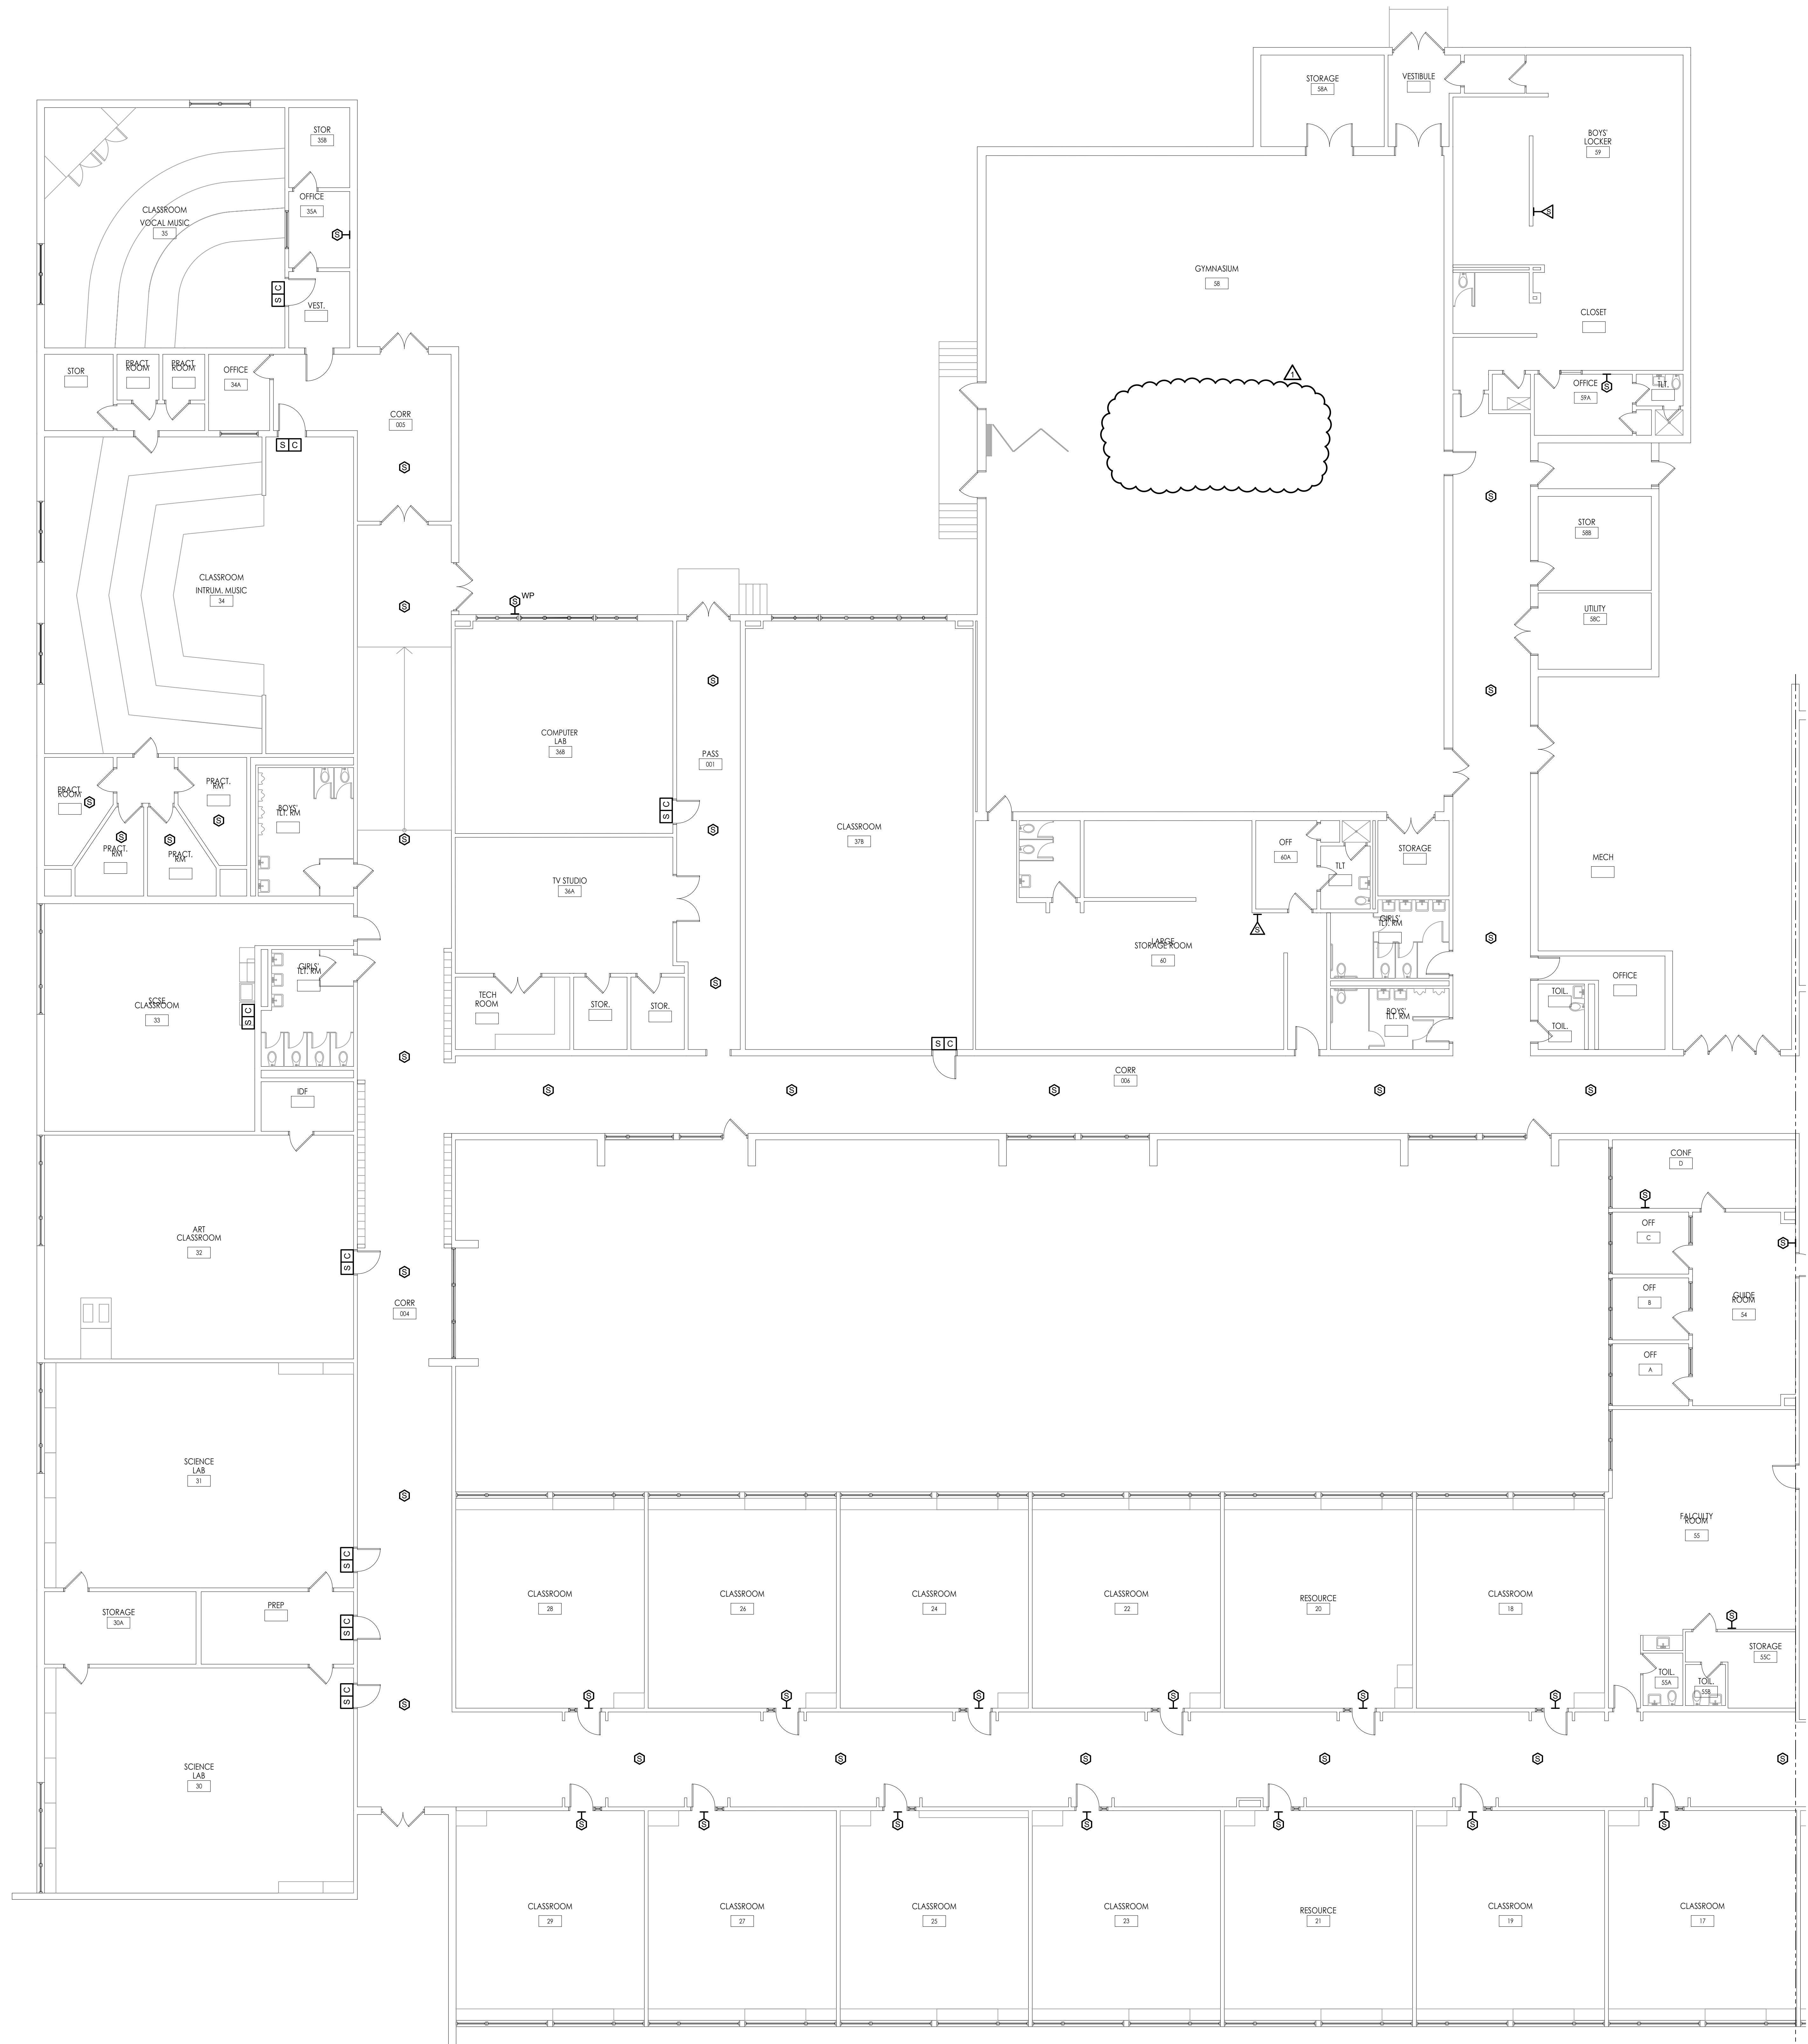 STORAGE
58A
VESTIBULE
BOYS'
LOCKER
59
STOR
35B
OFFICE
35A
S
CLASSROOM
VOCAL MUSIC
35
S C
VEST.
S
GYMNASIUM
58
CLOSET
STOR
PRACT.
ROOM
PRACT.
ROOM
OFFICE
34A
S C
CORR
005
S
1
OFFICE
59A
S
TLT.
S
STOR
58B
CLASSROOM
INTRUM. MUSIC
34
S
S WP
UTILITY
58C
S
S
COMPUTER
LAB
36B
PASS
001
S C
S
PRACT.
ROOM
S
PRACT.
RM
S
S
S
PRACT.
RM
PRACT.
RM
BOYS'
TLT. RM
S
CLASSROOM
37B
OFF
60A
TLT
STORAGE
MECH
TV STUDIO
36A
S
GIRLS'
TLT. RM
S
LARGE
STORAGE ROOM
60
SCSE
CLASSROOM
33
S C
GIRLS'
TLT. RM
TECH
ROOM
STOR.
STOR.
S
OFFICE
TOIL.
TOIL.
BOYS'
TLT. RM
S C
S
CORR
006
IDF
S
S
S
S
S
CONF
D
S
ART
CLASSROOM
32
S C
S
CORR
004
OFF
C
S
OFF
B
GUIDE
ROOM
54
OFF
A
SCIENCE
LAB
31
S
S C
FALCULTY
ROOM
55
STORAGE
30A
PREP
S C
CLASSROOM
28
CLASSROOM
26
CLASSROOM
24
CLASSROOM
22
RESOURCE
20
CLASSROOM
18
S
STORAGE
55C
TOIL.
55A
TOIL.
55B
S C
S
S
S
S
S
S
S
SCIENCE
LAB
30
S
S
S
S
S
S
S
S
S
S
S
S
S
CLASSROOM
29
CLASSROOM
27
CLASSROOM
25
CLASSROOM
23
RESOURCE
21
CLASSROOM
19
CLASSROOM
17